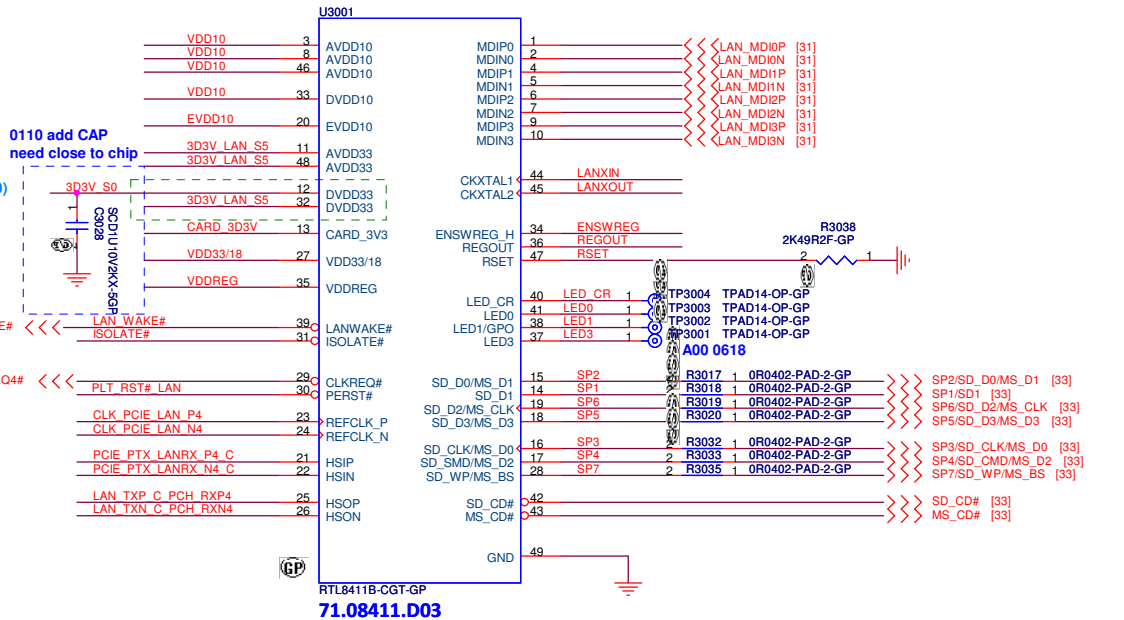 U3001
VDD10 3 AVDD10 MDIP0 1 LAN_MDI0P [31]
VDD10 8 AVDD10 MDIN0 2 LAN_MDI0N [31]
VDD10 46 AVDD10 MDIP1 4 LAN_MDI1P [31]
MDIN1 5 LAN_MDI1N [31]
VDD10 33 DVDD10 MDIP2 6 LAN_MDI2P [31]
MDIN2 7 LAN_MDI2N [31]
EVDD10 20 EVDD10 MDIP3 9 LAN_MDI3P [31]
MDIN3 10 LAN_MDI3N [31]
0110 add CAP
need close to chip
3D3V_LAN_S5 11 AVDD33
3D3V_LAN_S5 48 AVDD33
CKXTAL1 44 LANXIN
3D3V_S0 12 DVDD33 CKXTAL2 45 LANXOUT
3D3V_LAN_S5 32 DVDD33
1 C3028 SCD1U10V2KX-5GP
CARD_3D3V 13 CARD_3V3 ENSWREG_H 34 ENSWREG
REGOUT 36 REGOUT
VDD33/18 27 VDD33/18 RSET 47 RSET 2 R3038 2K49R2F-GP 1
VDDREG 35 VDDREG
LED_CR 40 LED_CR 1 TP3004 TPAD14-OP-GP
LED0 41 LED0 1 TP3003 TPAD14-OP-GP
E# LAN_WAKE# 39 LANWAKE# LED1/GPO 38 LED1 1 TP3002 TPAD14-OP-GP
ISOLATE# 31 ISOLATE# LED3 37 LED3 1 TP3001 TPAD14-OP-GP
A00 0618
Q4# 29 CLKREQ# SD_D0/MS_D1 15 SP2 R3017 1 0R0402-PAD-2-GP SP2/SD_D0/MS_D1 [33]
PLT_RST#_LAN 30 PERST# SD_D1 14 SP1 R3018 1 0R0402-PAD-2-GP SP1/SD1 [33]
SD_D2/MS_CLK 19 SP6 R3019 1 0R0402-PAD-2-GP SP6/SD_D2/MS_CLK [33]
CLK_PCIE_LAN_P4 23 REFCLK_P SD_D3/MS_D3 18 SP5 R3020 1 0R0402-PAD-2-GP SP5/SD_D3/MS_D3 [33]
CLK_PCIE_LAN_N4 24 REFCLK_N
SD_CLK/MS_D0 16 SP3 2 R3032 1 0R0402-PAD-2-GP SP3/SD_CLK/MS_D0 [33]
PCIE_PTX_LANRX_P4_C 21 HSIP SD_SMD/MS_D2 17 SP4 2 R3033 1 0R0402-PAD-2-GP SP4/SD_CMD/MS_D2 [33]
PCIE_PTX_LANRX_N4_C 22 HSIN SD_WP/MS_BS 28 SP7 2 R3035 1 0R0402-PAD-2-GP SP7/SD_WP/MS_BS [33]
LAN_TXP_C_PCH_RXP4 25 HSOP SD_CD# 42 SD_CD# [33]
LAN_TXN_C_PCH_RXN4 26 HSON MS_CD# 43 MS_CD# [33]
GND 49
GP
RTL8411B-CGT-GP
71.08411.D03